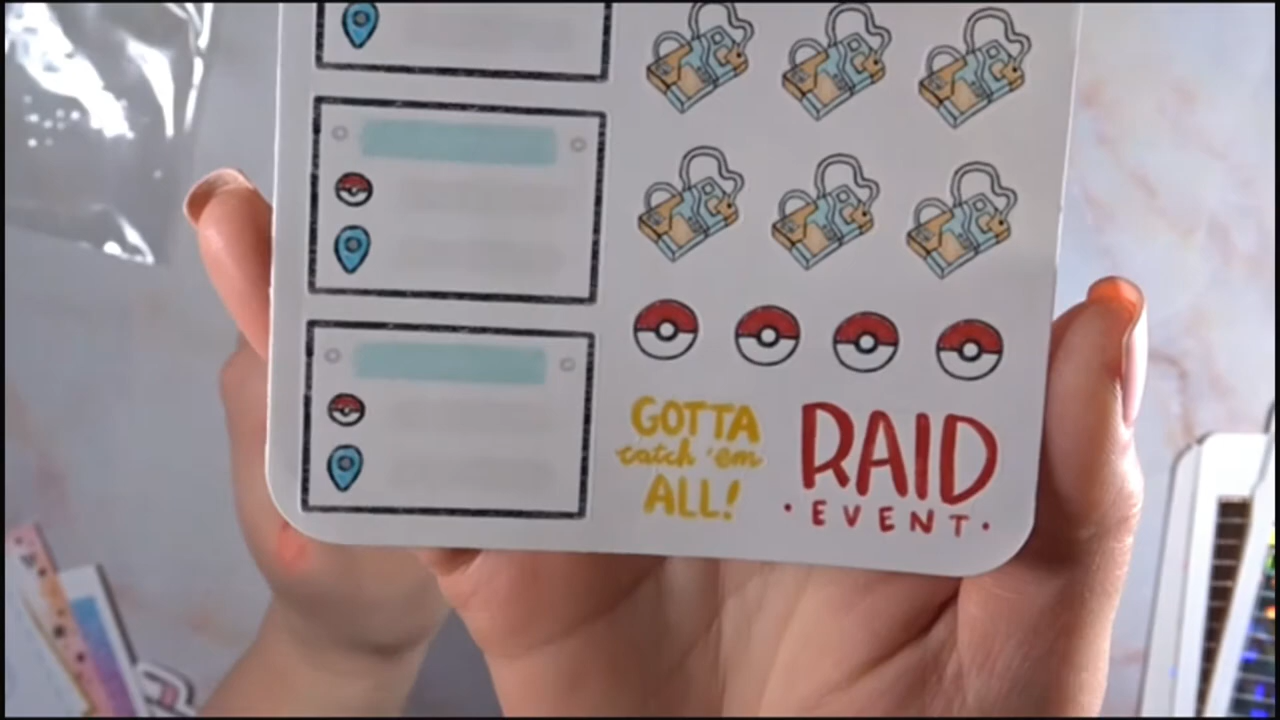 GOTTA
catch 'em
ALL!
RAID
• EVENT •